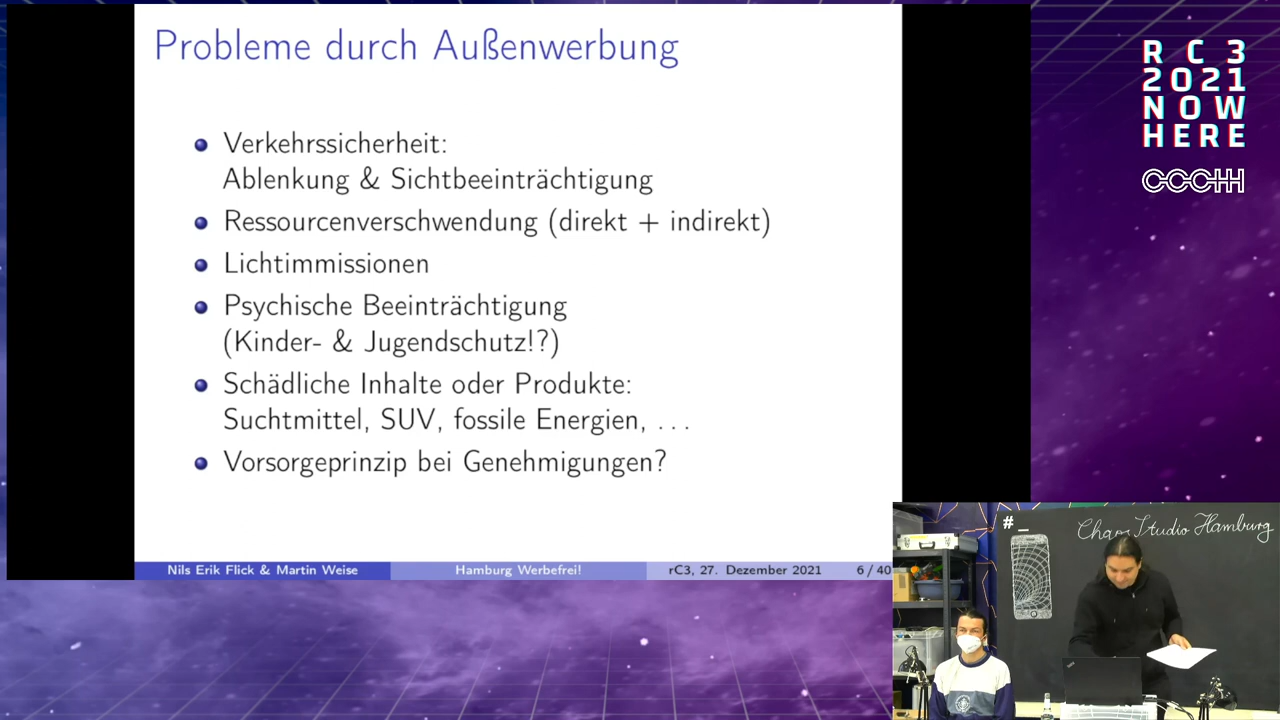 Probleme durch Außenwerbung
Verkehrssicherheit:
Ablenkung & Sichtbeeinträchtigung
Ressourcenverschwendung (direkt + indirekt)
Lichtimmissionen
Psychische Beeinträchtigung
(Kinder- & Jugendschutz!?)
Schädliche Inhalte oder Produkte:
Suchtmittel, SUV, fossile Energien, ...
Vorsorgeprinzip bei Genehmigungen?
Nils Erik Flick & Martin Weise
Hamburg Werbefrei!
rC3, 27. Dezember 2021
6 / 40
RC3
2021
NOW
HERE
CCCHH
#_
Chaos Studio Hamburg